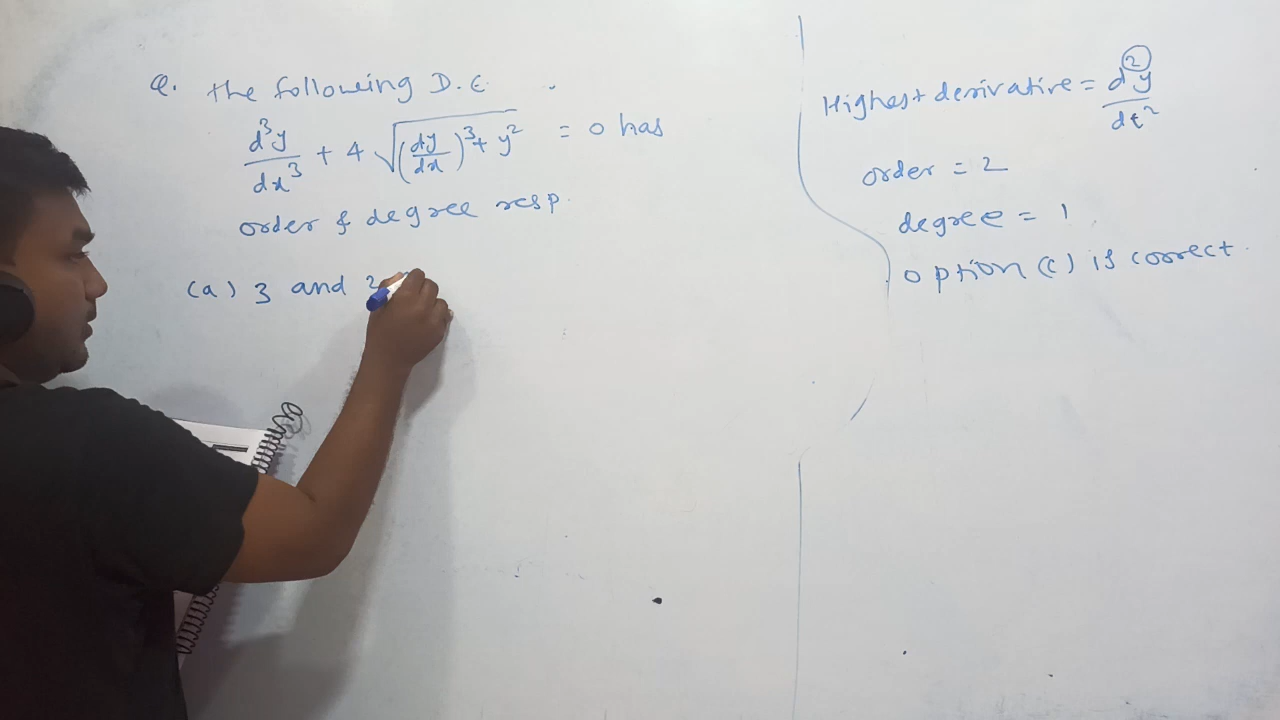 Q. the following D.E.
d³y/dx³ + 4 √((dy/dx)³ + y²) = 0 has
order & degree resp.
(a) 3 and 2
Highest derivative = d²y/dt²
order = 2
degree = 1
option (c) is correct.